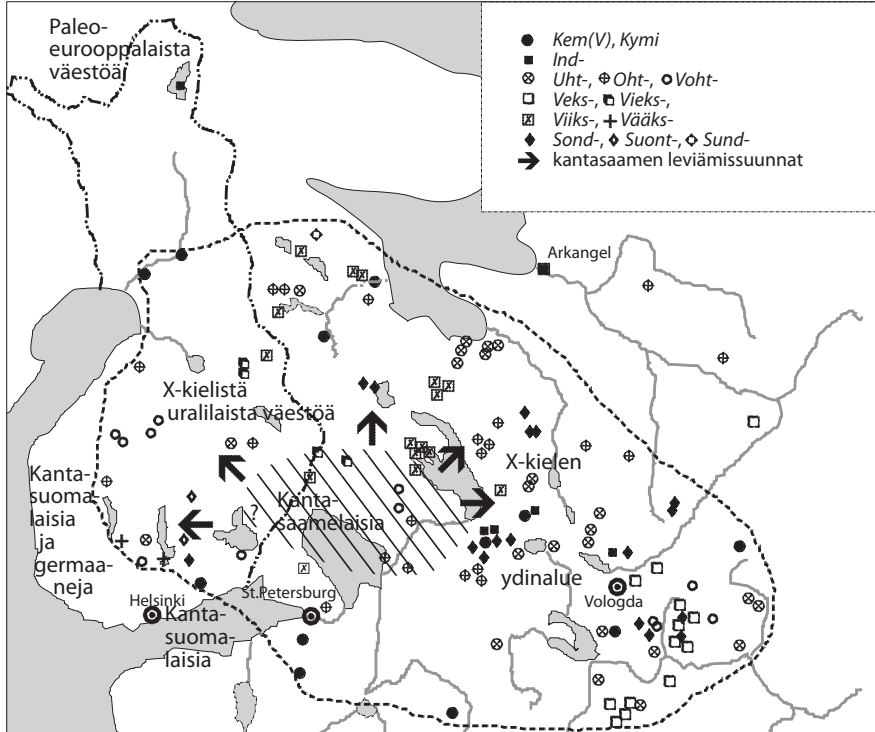 Paleo-
eurooppalaista
väestöä
Kem(V), Kymi
Ind-
Uht-, Oht-, Voht-
Veks-, Vieks-,
Viiks-, Vääks-
Sond-, Suont-, Sund-
kantasaamen leviämissuunnat
Arkangel
X-kielistä
uralilaista väestöä
X-kielen
ydinalue
Kanta-
suoma-
laisia
ja
germaa-
neja
Kanta-
saamelaisia
?
Helsinki
St.Petersburg
Vologda
Kanta-
suoma-
laisia